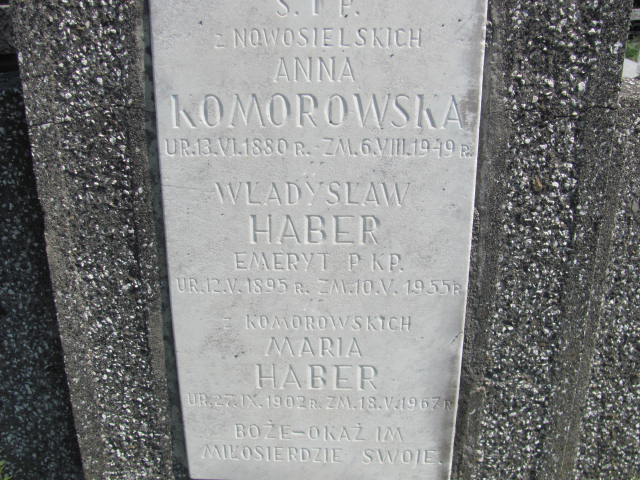 Ś. † P.
Z NOWOSIELSKICH
ANNA
KOMOROWSKA
UR. 13. VI. 1880 R. - ZM. 6. VIII. 1949 R.
WŁADYSŁAW
HABER
EMERYT P. K.P.
UR. 12. V. 1895 R. ZM. 10. V. 1955 R
Z KOMOROWSKICH
MARIA
HABER
UR. 27. IX. 1902 R. ZM. 18. V. 1967 R
BOŻE-OKAŻ IM
MIŁOSIERDZIE SWOJE.